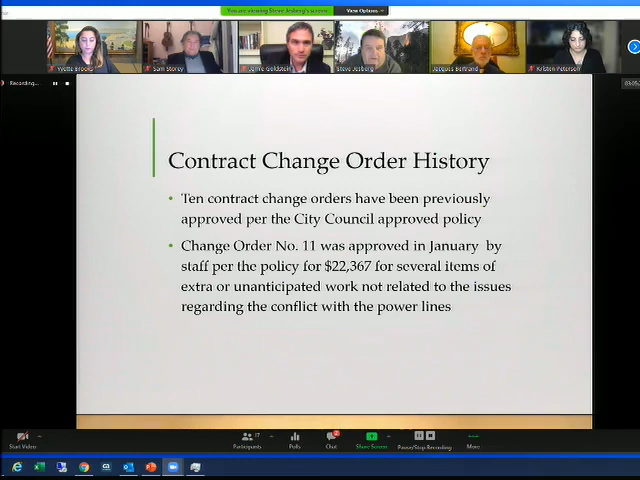 You are viewing Steve Jesberg's screen
View Options
Yvette Brooks
Sam Storey
Jamie Goldstein
Steve Jesberg
Jacques Bertrand
Kristen Petersen
Recording...
Contract Change Order History
• Ten contract change orders have been previously
approved per the City Council approved policy
• Change Order No. 11 was approved in January by
staff per the policy for $22,367 for several items of
extra or unanticipated work not related to the issues
regarding the conflict with the power lines
Start Video
Participants
17
Polls
Chat
Share Screen
Pause/Stop Recording
More